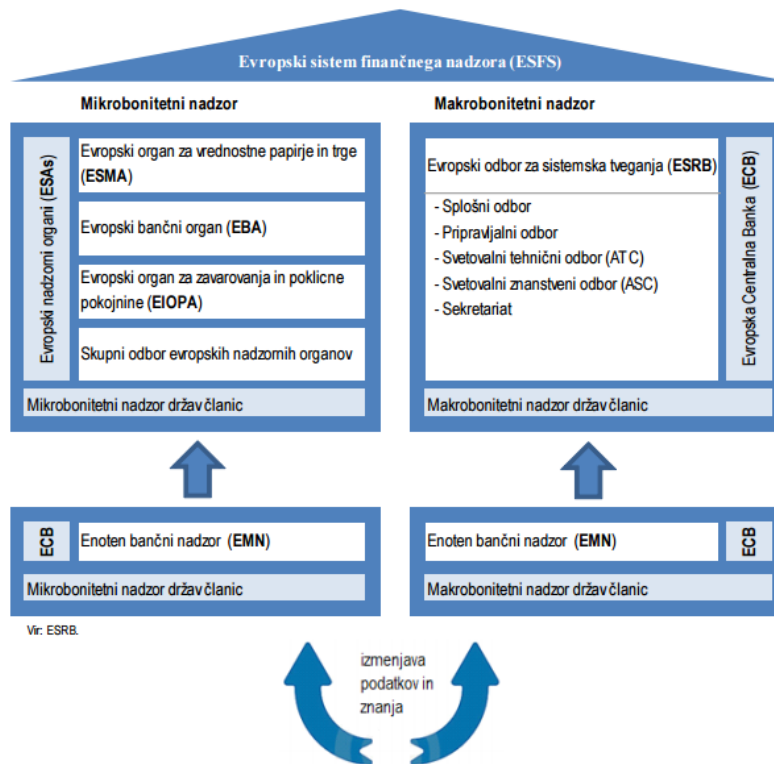 Evropski sistem finančnega nadzora (ESFS)
Mikrobonitetni nadzor
Evropski nadzorni organi (ESAs)
Evropski organ za vrednostne papirje in trge
(ESMA)
Evropski bančni organ (EBA)
Evropski organ za zavarovanja in poklicne
pokojnine (EIOPA)
Skupni odbor evropskih nadzornih organov
Mikrobonitetni nadzor držav članic
Makrobonitetni nadzor
Evropski odbor za sistemska tveganja (ESRB)
- Splošni odbor
- Pripravljalni odbor
- Svetovalni tehnični odbor (ATC)
- Svetovalni znanstveni odbor (ASC)
- Sekretariat
Evropska Centralna Banka (ECB)
Makrobonitetni nadzor držav članic
ECB
Enoten bančni nadzor (EMN)
Mikrobonitetni nadzor držav članic
Enoten bančni nadzor (EMN)
ECB
Makrobonitetni nadzor držav članic
Vir: ESRB.
izmenjava
podatkov in
znanja